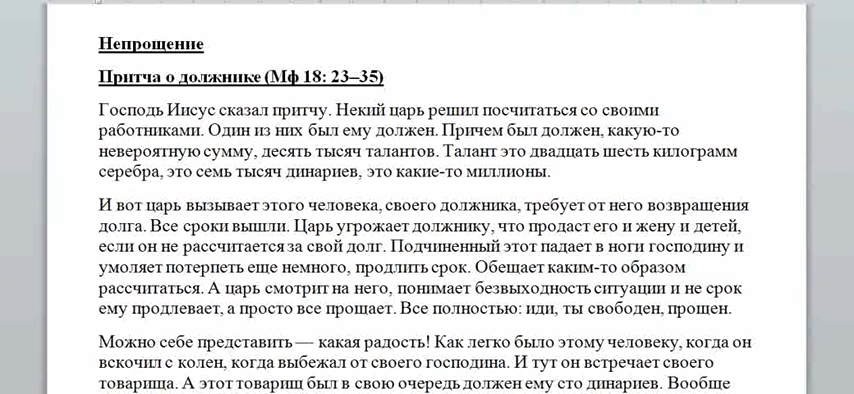 Непрощение
Притча о должнике (Мф 18: 23–35)
Господь Иисус сказал притчу. Некий царь решил посчитаться со своими
работниками. Один из них был ему должен. Причем был должен, какую-то
невероятную сумму, десять тысяч талантов. Талант это двадцать шесть килограмм
серебра, это семь тысяч динариев, это какие-то миллионы.
И вот царь вызывает этого человека, своего должника, требует от него возвращения
долга. Все сроки вышли. Царь угрожает должнику, что продаст его и жену и детей,
если он не рассчитается за свой долг. Подчиненный этот падает в ноги господину и
умоляет потерпеть еще немного, продлить срок. Обещает каким-то образом
рассчитаться. А царь смотрит на него, понимает безвыходность ситуации и не срок
ему продлевает, а просто все прощает. Все полностью: иди, ты свободен, прощен.
Можно себе представить — какая радость! Как легко было этому человеку, когда он
вскочил с колен, когда выбежал от своего господина. И тут он встречает своего
товарища. А этот товарищ был в свою очередь должен ему сто динариев. Вообще